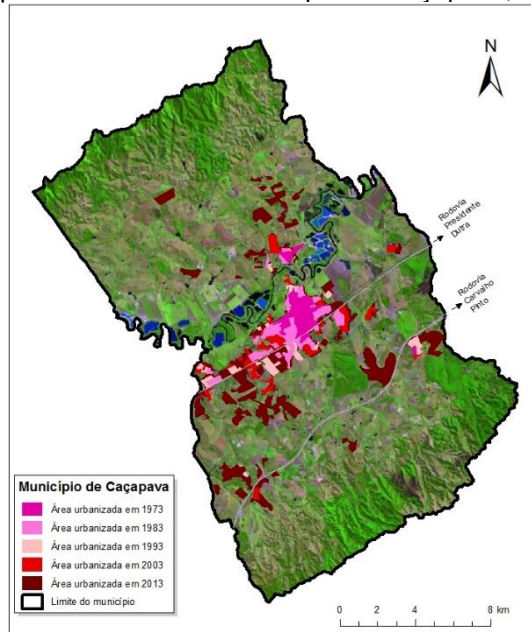 N
Rodovia
Presidente
Dutra
Rodovia
Carvalho
Pinto
Município de Caçapava
Área urbanizada em 1973
Área urbanizada em 1983
Área urbanizada em 1993
Área urbanizada em 2003
Área urbanizada em 2013
Limite do município
0 4 8 km